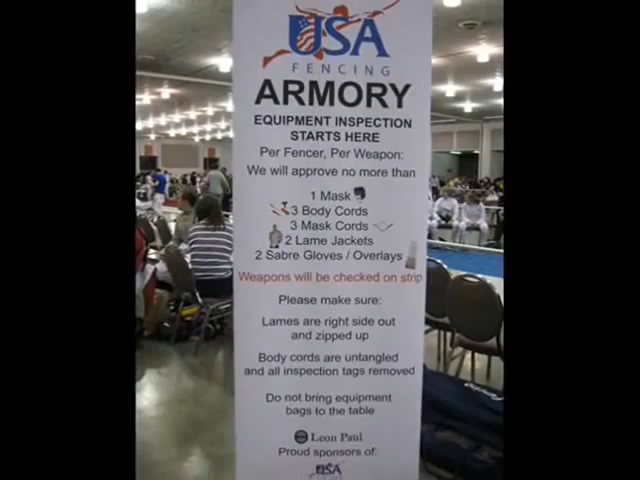 USA
FENCING
ARMORY
EQUIPMENT INSPECTION
STARTS HERE
Per Fencer, Per Weapon:
We will approve no more than
1 Mask
3 Body Cords
3 Mask Cords
2 Lame Jackets
2 Sabre Gloves / Overlays
Weapons will be checked on strip
Please make sure:
Lames are right side out
and zipped up
Body cords are untangled
and all inspection tags removed
Do not bring equipment
bags to the table
Leon Paul
Proud sponsors of:
USA